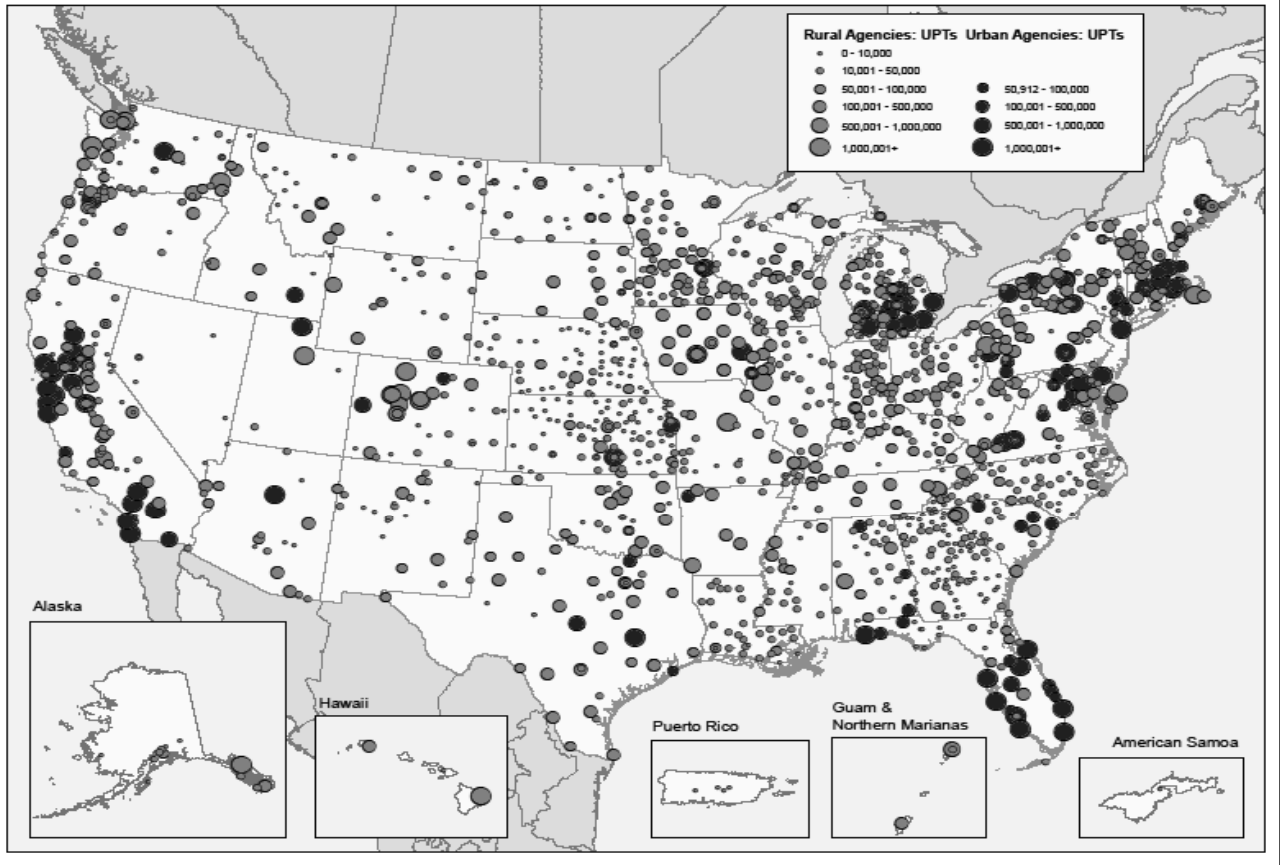 Rural Agencies: UPTs Urban Agencies: UPTs
0 - 10,000
10,001 - 50,000
50,001 - 100,000 50,912 - 100,000
100,001 - 500,000 100,001 - 500,000
500,001 - 1,000,000 500,001 - 1,000,000
1,000,001+ 1,000,001+
Alaska
Hawaii
Puerto Rico
Guam &
Northern Marianas
American Samoa